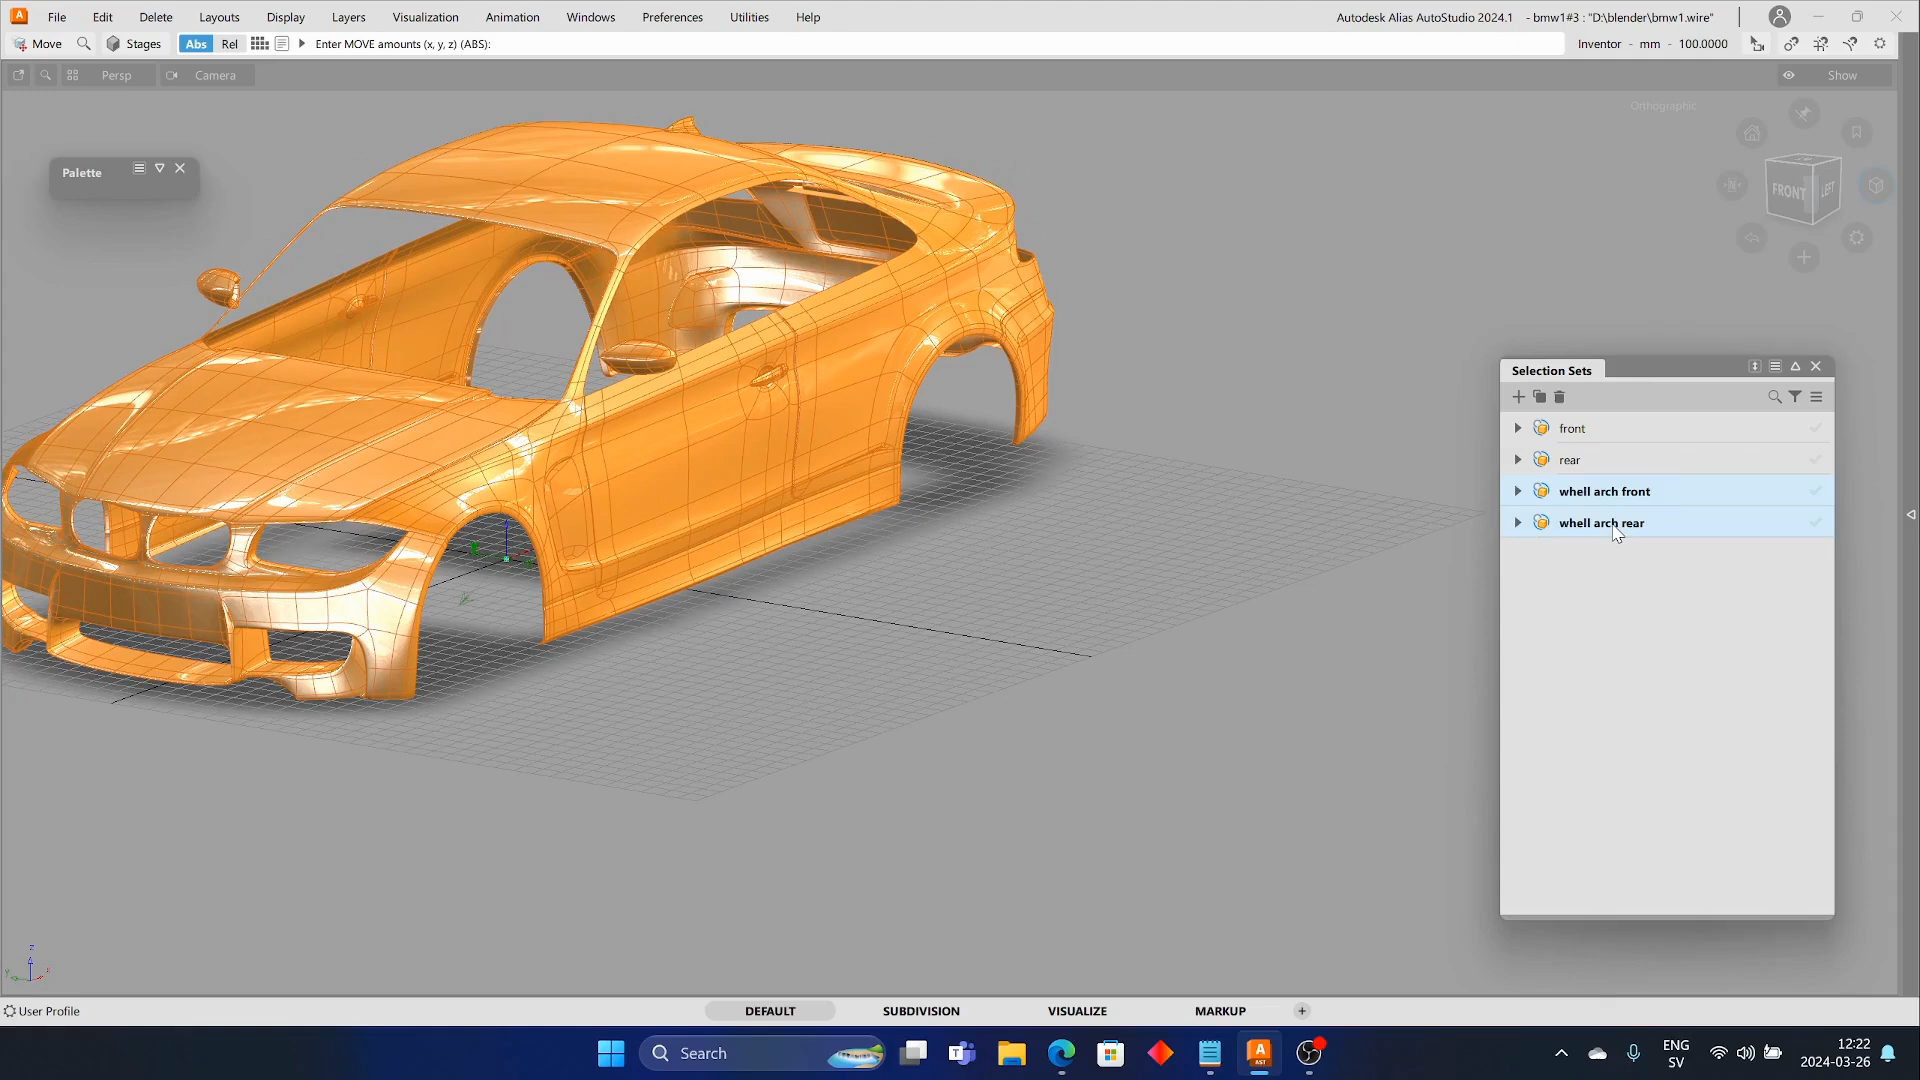 File Edit Delete Layouts Display Layers Visualization Animation Windows Preferences Utilities Help Autodesk Alias AutoStudio 2024.1 - bmw1#3 : "D:\blender\bmw1.wire"
Move Stages Abs Rel Enter MOVE amounts (x, y, z) (ABS): Inventor - mm - 100.0000
Persp Camera Show
Orthographic
Palette
FRONT LEFT
Selection Sets
front
rear
whell arch front
whell arch rear
z
User Profile DEFAULT SUBDIVISION VISUALIZE MARKUP +
Search ENG
SV
12:22
2024-03-26